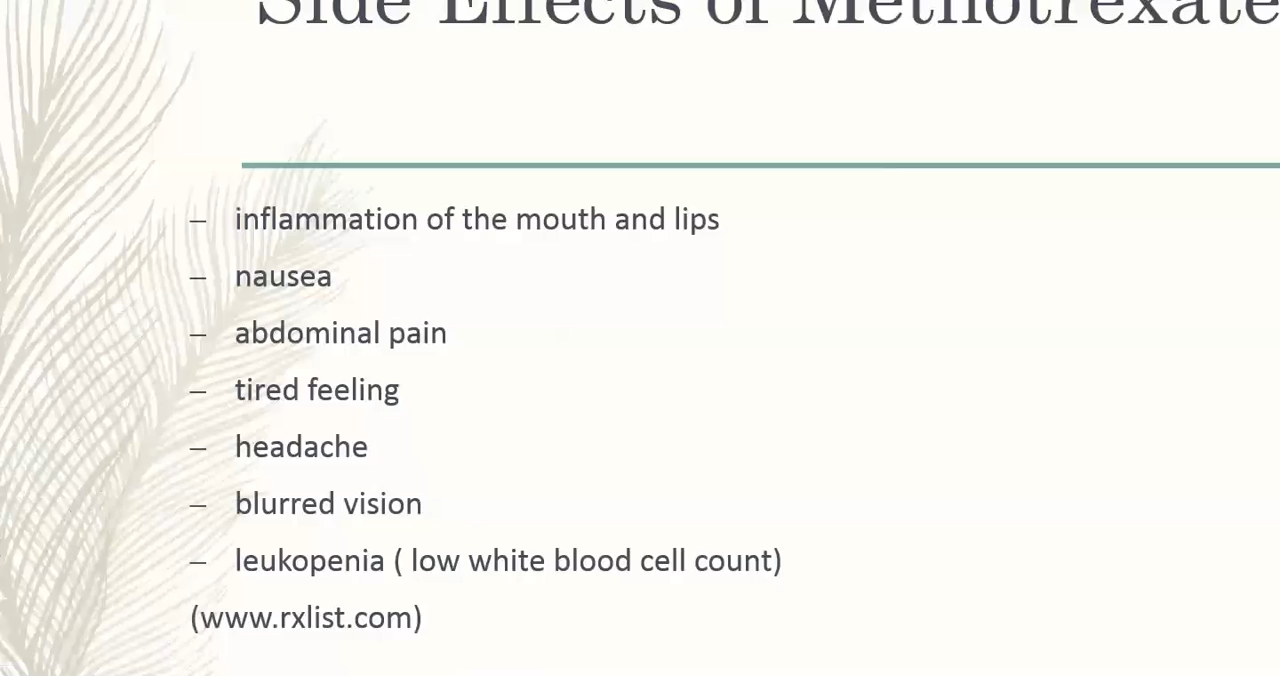 Side Effects of Methotrexate
– inflammation of the mouth and lips
– nausea
– abdominal pain
– tired feeling
– headache
– blurred vision
– leukopenia ( low white blood cell count)
(www.rxlist.com)